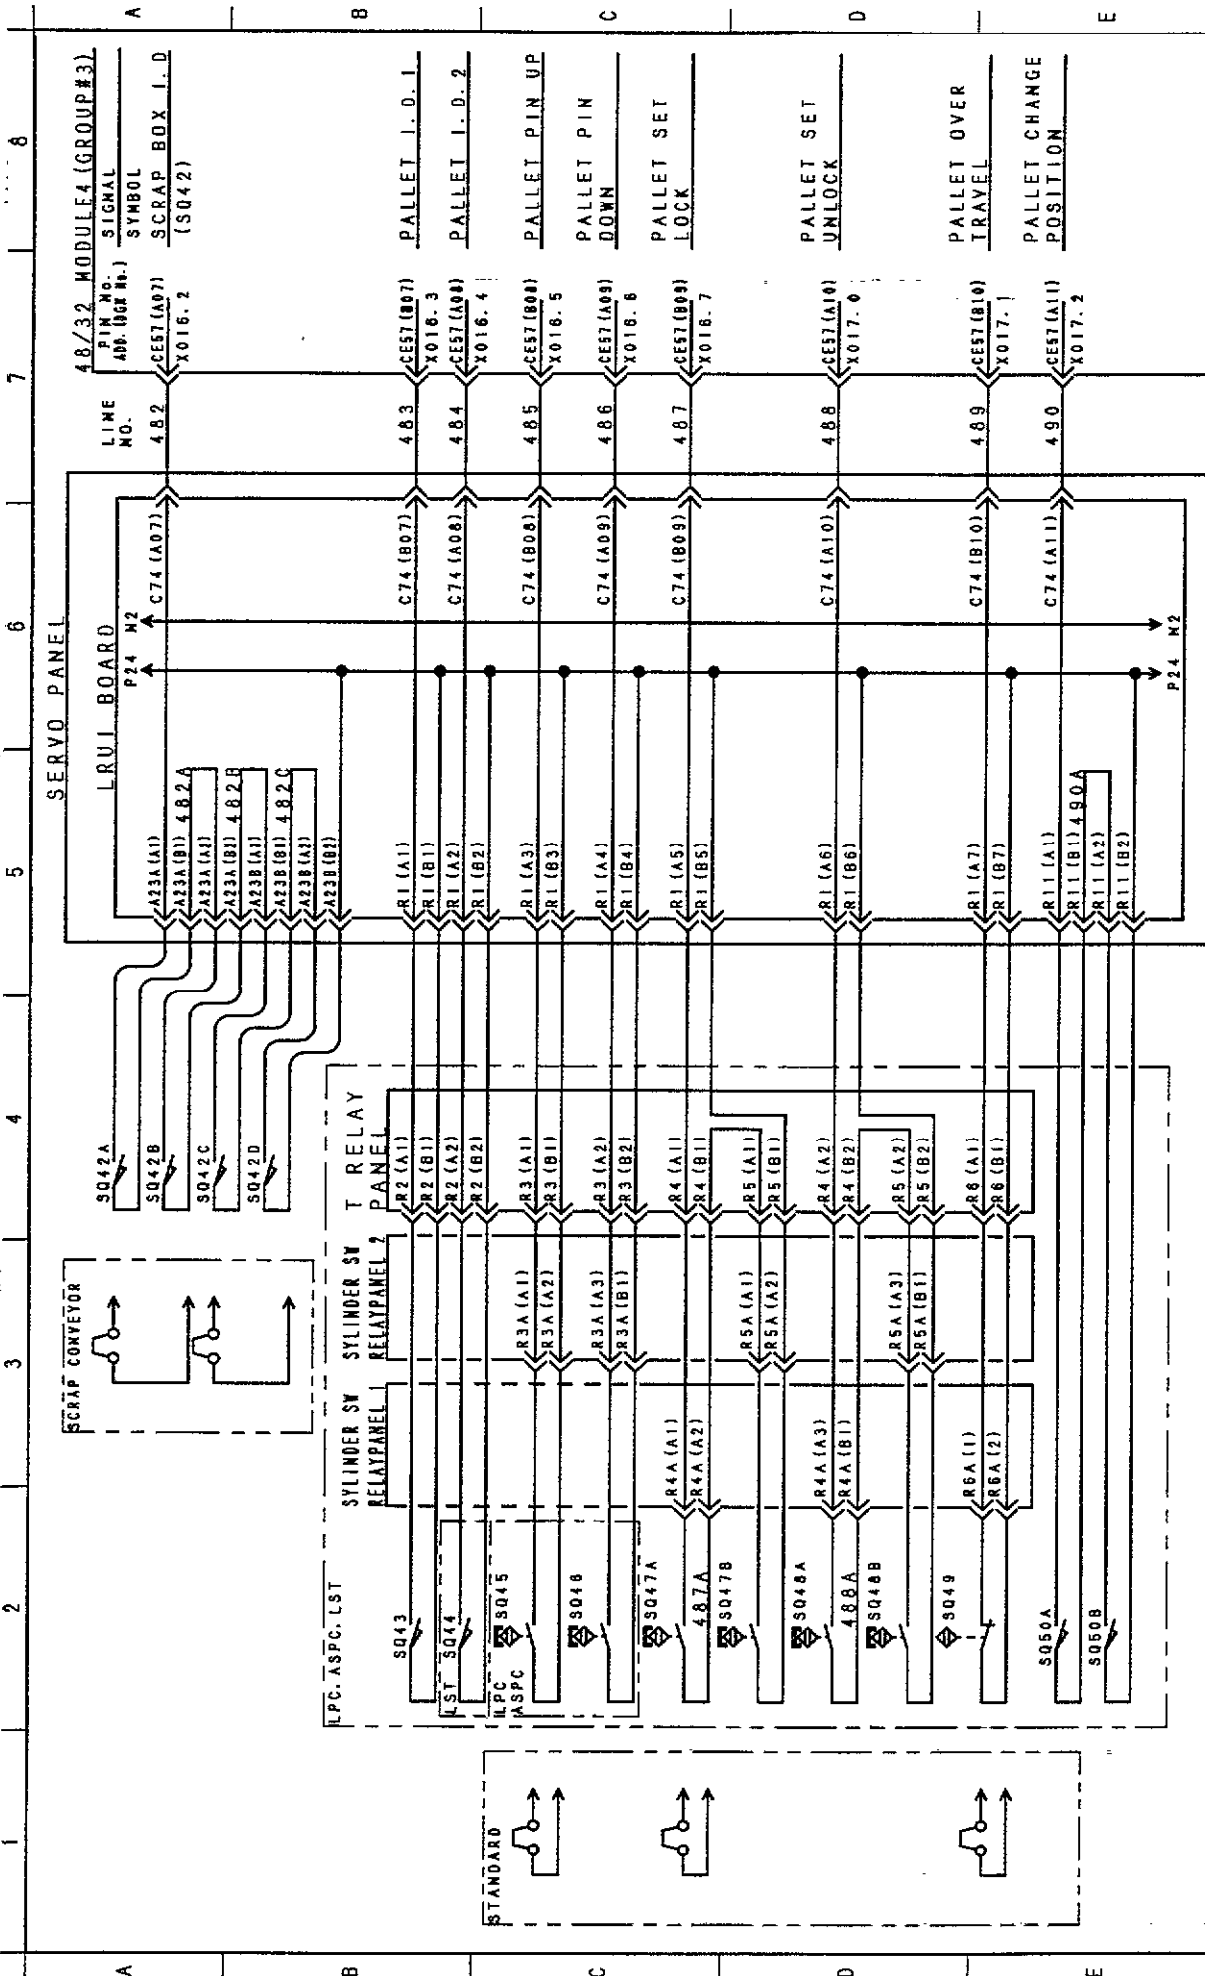 A
B
C
D
E
8
7
6
5
4
3
2
1
48/32 MODULE4 (GROUP#3)
PIN No.
SIGNAL
SYMBOL
LINE
NO.
482
CE57(A07)
X016.2
SCRAP BOX I.D
(SQ42)
483
CE57(B07)
X016.3
PALLET I.D.1
484
CE57(A08)
X016.4
PALLET I.D.2
485
CE57(B08)
X016.5
PALLET PIN UP
486
CE57(A09)
X016.6
PALLET PIN
DOWN
487
CE57(B09)
X016.7
PALLET SET
LOCK
488
CE57(A10)
X017.0
PALLET SET
UNLOCK
489
CE57(B10)
X017.1
PALLET OVER
TRAVEL
490
CE57(A11)
X017.2
PALLET CHANGE
POSITION
SERVO PANEL
LRUI BOARD
P24
N2
C74(A07)
C74(B07)
C74(A08)
C74(B08)
C74(A09)
C74(B09)
C74(A10)
C74(B10)
C74(A11)
P24
N2
A23A(A1)
A23A(B1) 482A
A23A(A2)
A23A(B2) 482B
A23B(A1)
A23B(B1) 482C
A23B(A2)
A23B(B2)
R1(A1)
R1(B1)
R1(A2)
R1(B2)
R1(A3)
R1(B3)
R1(A4)
R1(B4)
R1(A5)
R1(B5)
R1(A6)
R1(B6)
R1(A7)
R1(B7)
R11(A1)
R11(B1) 490A
R11(A2)
R11(B2)
SQ42A
SQ42B
SQ42C
SQ42D
T RELAY
PANEL
R2(A1)
R2(B1)
R2(A2)
R2(B2)
R3(A1)
R3(B1)
R3(A2)
R3(B2)
R4(A1)
R4(B1)
R5(A1)
R5(B1)
R4(A2)
R4(B2)
R5(A2)
R5(B2)
R6(A1)
R6(B1)
SCRAP CONVEYOR
SYLINDER SW
RELAYPANEL 2
R3A(A1)
R3A(A2)
R3A(A3)
R3A(B1)
R5A(A1)
R5A(A2)
R5A(A3)
R5A(B1)
SYLINDER SW
RELAYPANEL 1
R4A(A1)
R4A(A2)
R4A(A3)
R4A(B1)
R6A(1)
R6A(2)
LPC.ASPC.LST
SQ43
LST SQ44
LPC
ASPC
SQ45
SQ46
SQ47A
487A
SQ47B
SQ48A
488A
SQ48B
SQ49
SQ50A
SQ50B
STANDARD
A
B
C
D
E